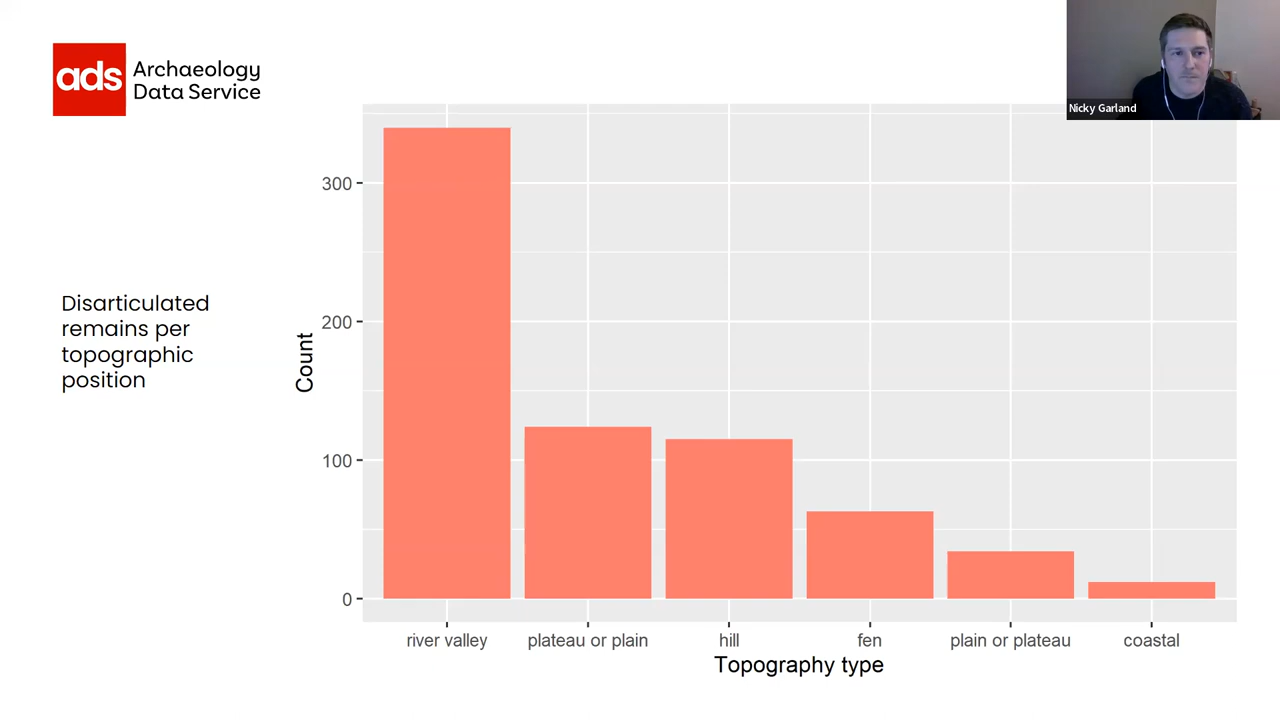 ads
Archaeology
Data Service
Nicky Garland
Disarticulated
remains per
topographic
position
Count
300
200
100
0
river valley
plateau or plain
hill
fen
plain or plateau
coastal
Topography type